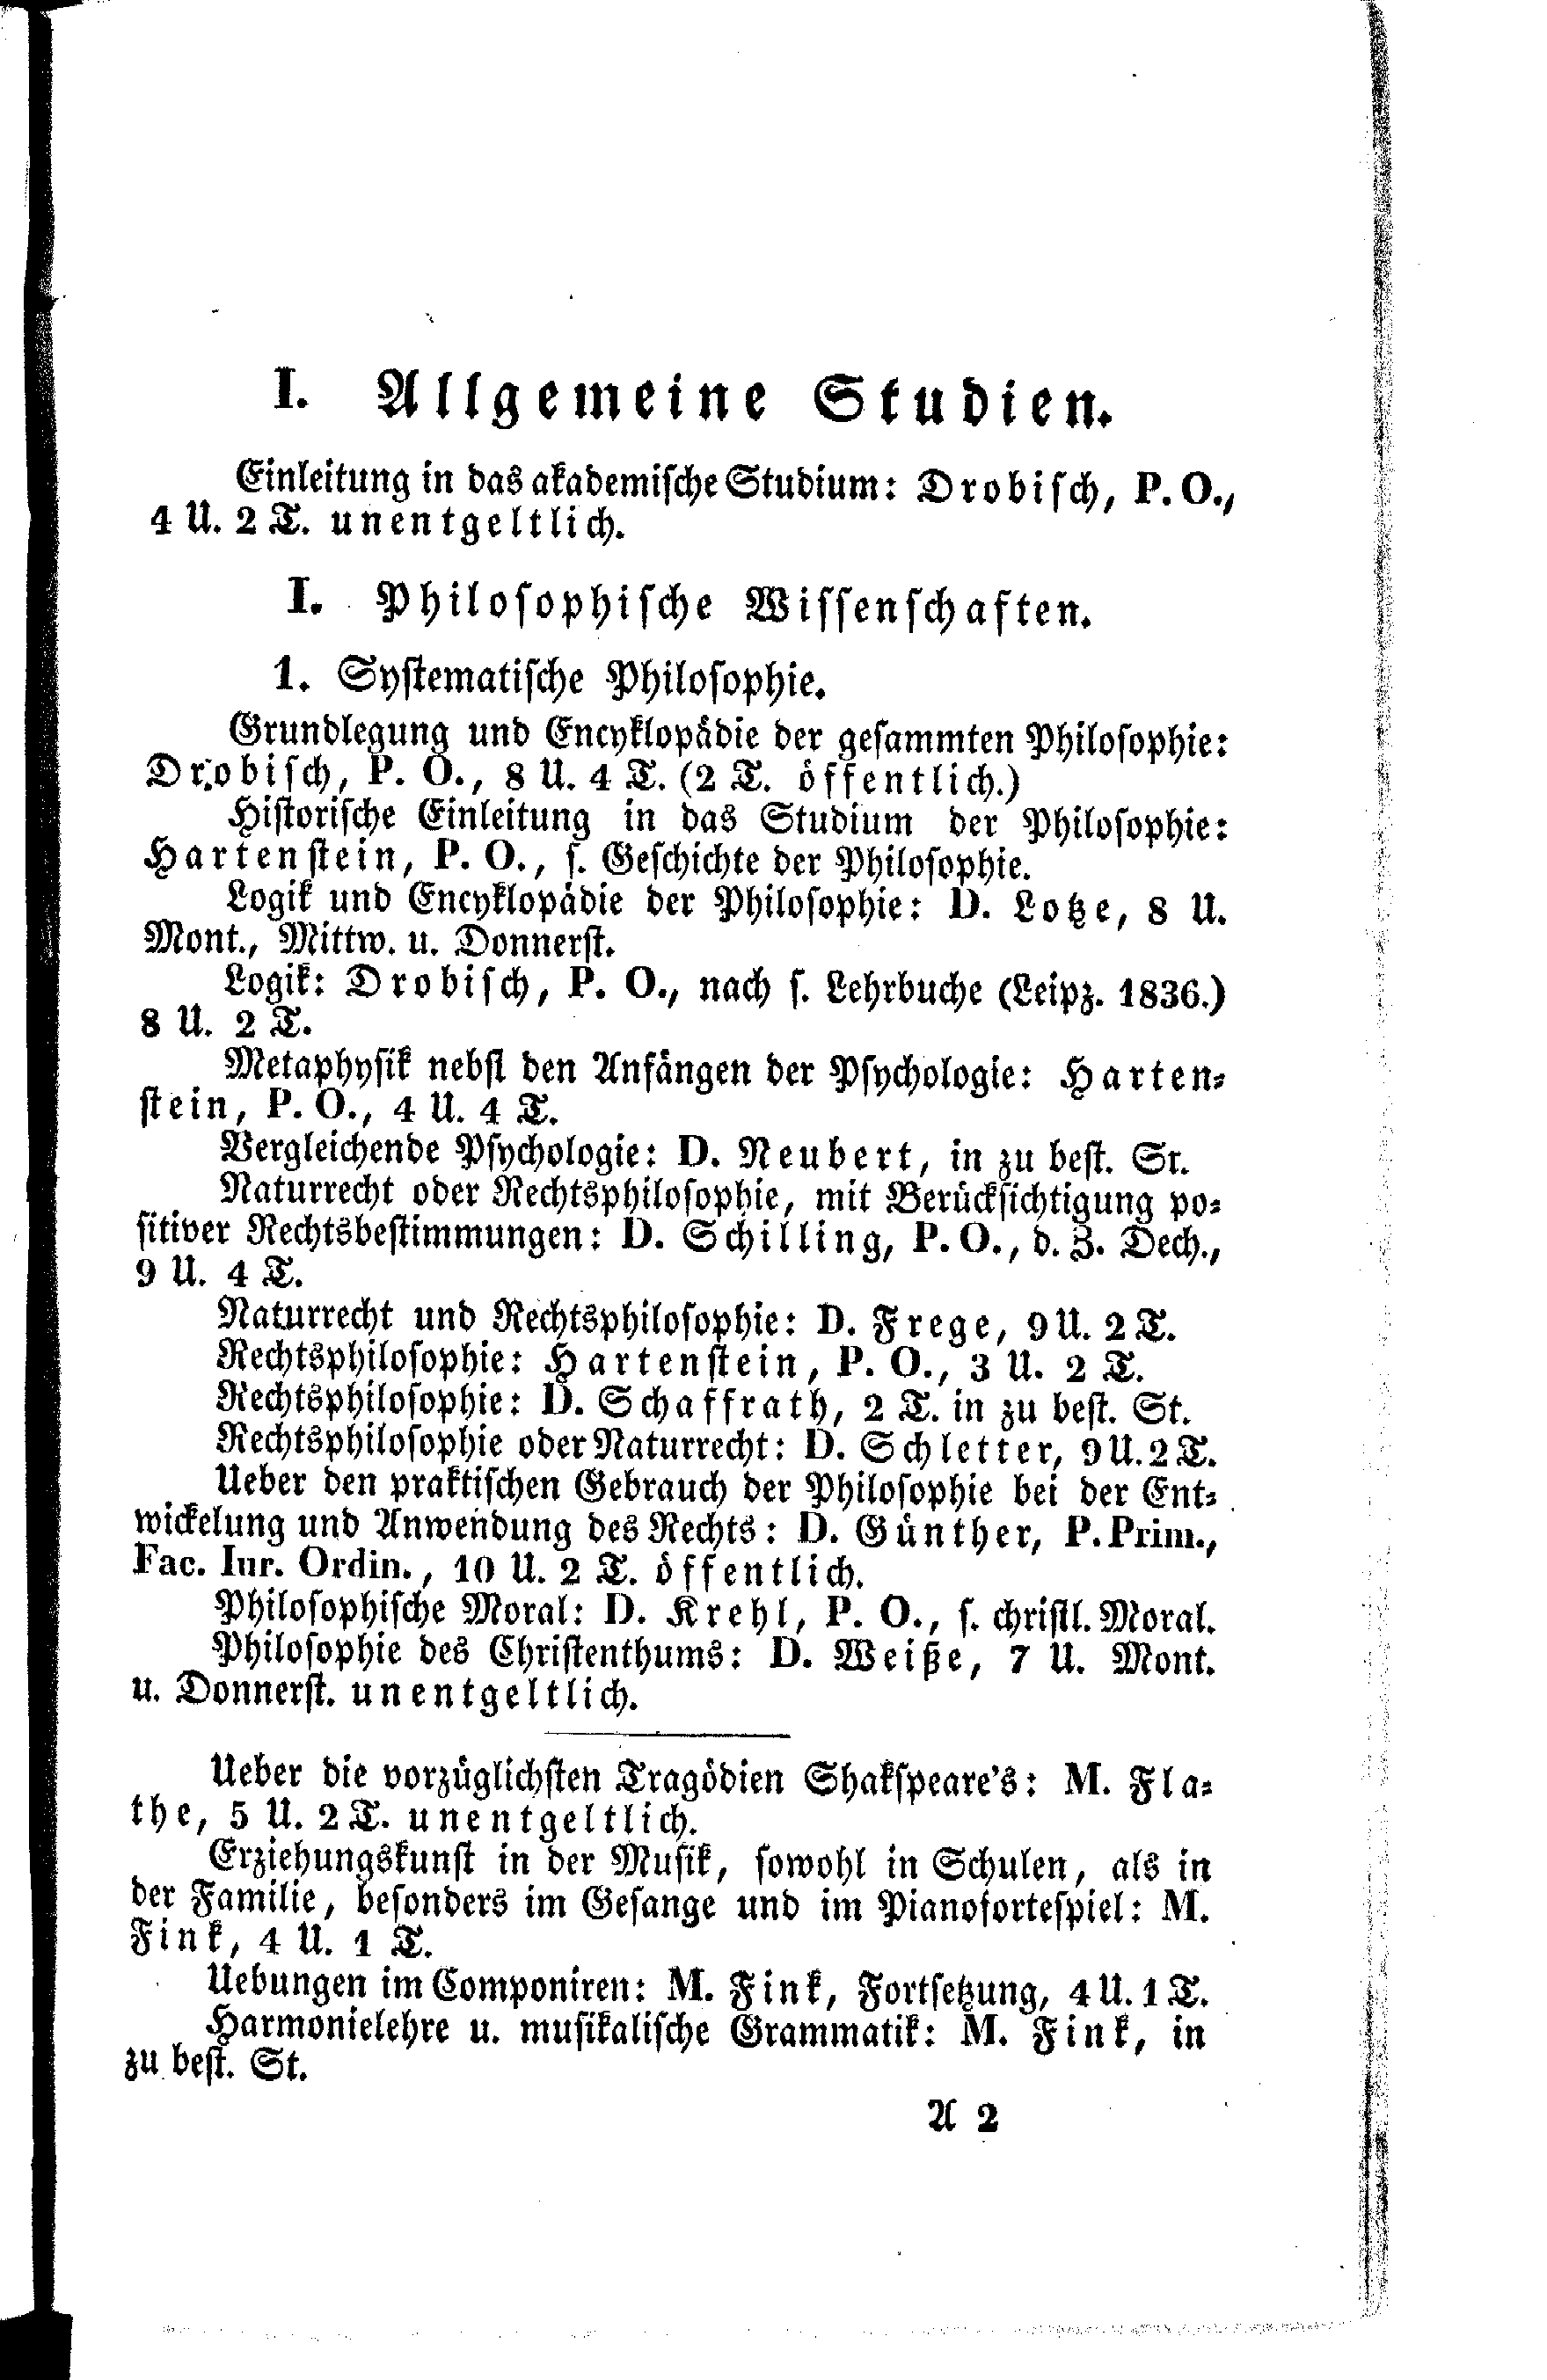 I. Allgemeine Studien.
Einleitung in das akademische Studium: Drobisch, P. O.,
4 U. 2 T. unentgeltlich.
I. Philosophische Wissenschaften.
1. Systematische Philosophie.
Grundlegung und Encyklopädie der gesammten Philosophie:
Drobisch, P. O., 8 U. 4 T. (2 T. öffentlich.)
Historische Einleitung in das Studium der Philosophie:
Hartenstein, P. O., s. Geschichte der Philosophie.
Logik und Encyklopädie der Philosophie: D. Lotze, 8 U.
Mont., Mittw. u. Donnerst.
Logik: Drobisch, P. O., nach s. Lehrbuche (Leipz. 1836.)
8 U. 2 T.
Metaphysik nebst den Anfängen der Psychologie: Harten-
stein, P. O., 4 U. 4 T.
Vergleichende Psychologie: D. Neubert, in zu best. St.
Naturrecht oder Rechtsphilosophie, mit Berücksichtigung po-
sitiver Rechtsbestimmungen: D. Schilling, P. O., d. Z. Dech.,
9 U. 4 T.
Naturrecht und Rechtsphilosophie: D. Frege, 9 U. 2 T.
Rechtsphilosophie: Hartenstein, P. O., 3 U. 2 T.
Rechtsphilosophie: D. Schaffrath, 2 T. in zu best. St.
Rechtsphilosophie oder Naturrecht: D. Schletter, 9 U. 2 T.
Ueber den praktischen Gebrauch der Philosophie bei der Ent-
wickelung und Anwendung des Rechts: D. Günther, P. Prim.,
Fac. Iur. Ordin., 10 U. 2 T. öffentlich.
Philosophische Moral: D. Krehl, P. O., s. christl. Moral.
Philosophie des Christenthums: D. Weiße, 7 U. Mont.
u. Donnerst. unentgeltlich.
Ueber die vorzüglichsten Tragödien Shakspeare's: M. Fla-
the, 5 U. 2 T. unentgeltlich.
Erziehungskunst in der Musik, sowohl in Schulen, als in
der Familie, besonders im Gesange und im Pianofortespiel: M.
Fink, 4 U. 1 T.
Uebungen im Componiren: M. Fink, Fortsetzung, 4 U. 1 T.
Harmonielehre u. musikalische Grammatik: M. Fink, in
zu best. St.
A 2